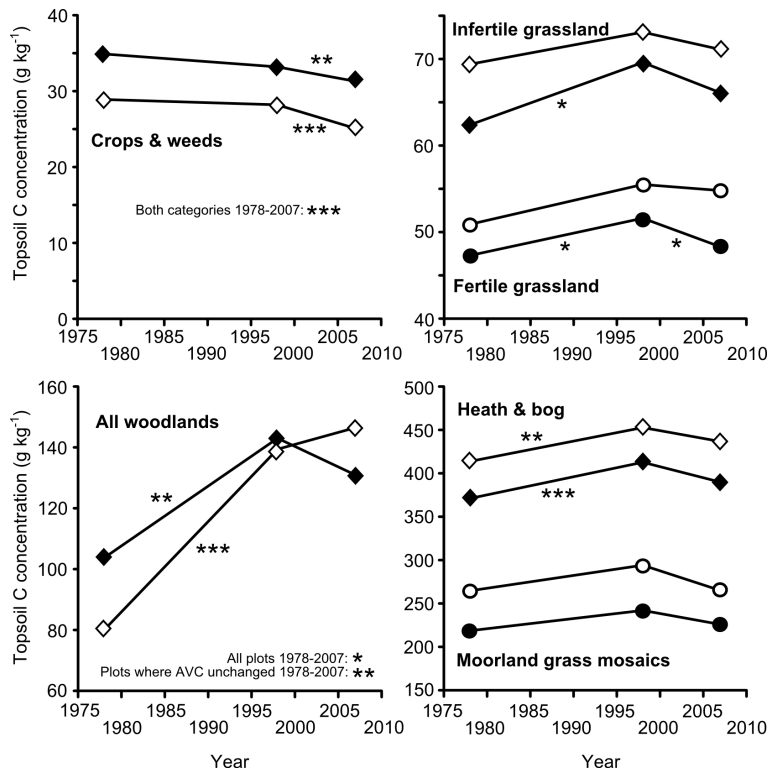 Topsoil C concentration (g kg-1)
40
30
20
10
0
**
***
Crops & weeds
Both categories 1978-2007: ***
1975 1985 1995 2005
1980 1990 2000 2010
70
60
50
40
Infertile grassland
*
*
*
Fertile grassland
1975 1985 1995 2005
1980 1990 2000 2010
Topsoil C concentration (g kg-1)
160
140
120
100
80
60
All woodlands
**
***
All plots 1978-2007: *
Plots where AVC unchanged 1978-2007: **
1975 1985 1995 2005
1980 1990 2000 2010
Year
500
450
400
350
300
250
200
150
Heath & bog
**
***
Moorland grass mosaics
1975 1985 1995 2005
1980 1990 2000 2010
Year